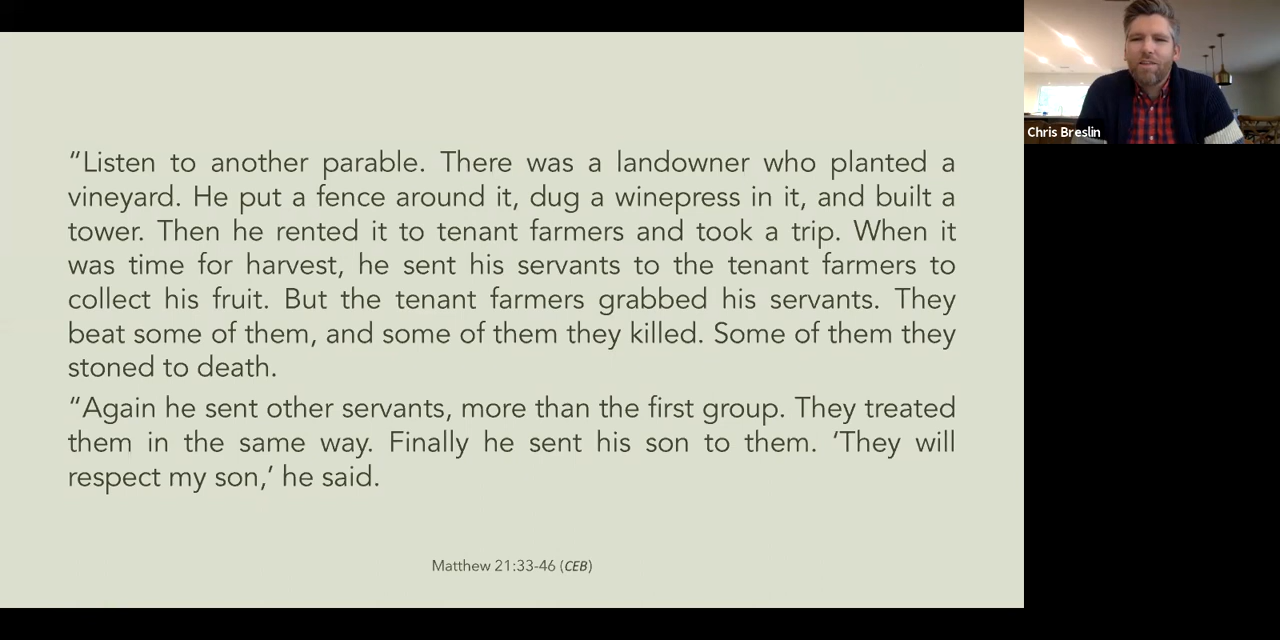 “Listen to another parable. There was a landowner who planted a
vineyard. He put a fence around it, dug a winepress in it, and built a
tower. Then he rented it to tenant farmers and took a trip. When it
was time for harvest, he sent his servants to the tenant farmers to
collect his fruit. But the tenant farmers grabbed his servants. They
beat some of them, and some of them they killed. Some of them they
stoned to death.
“Again he sent other servants, more than the first group. They treated
them in the same way. Finally he sent his son to them. ‘They will
respect my son,’ he said.
Matthew 21:33-46 (CEB)
Chris Breslin